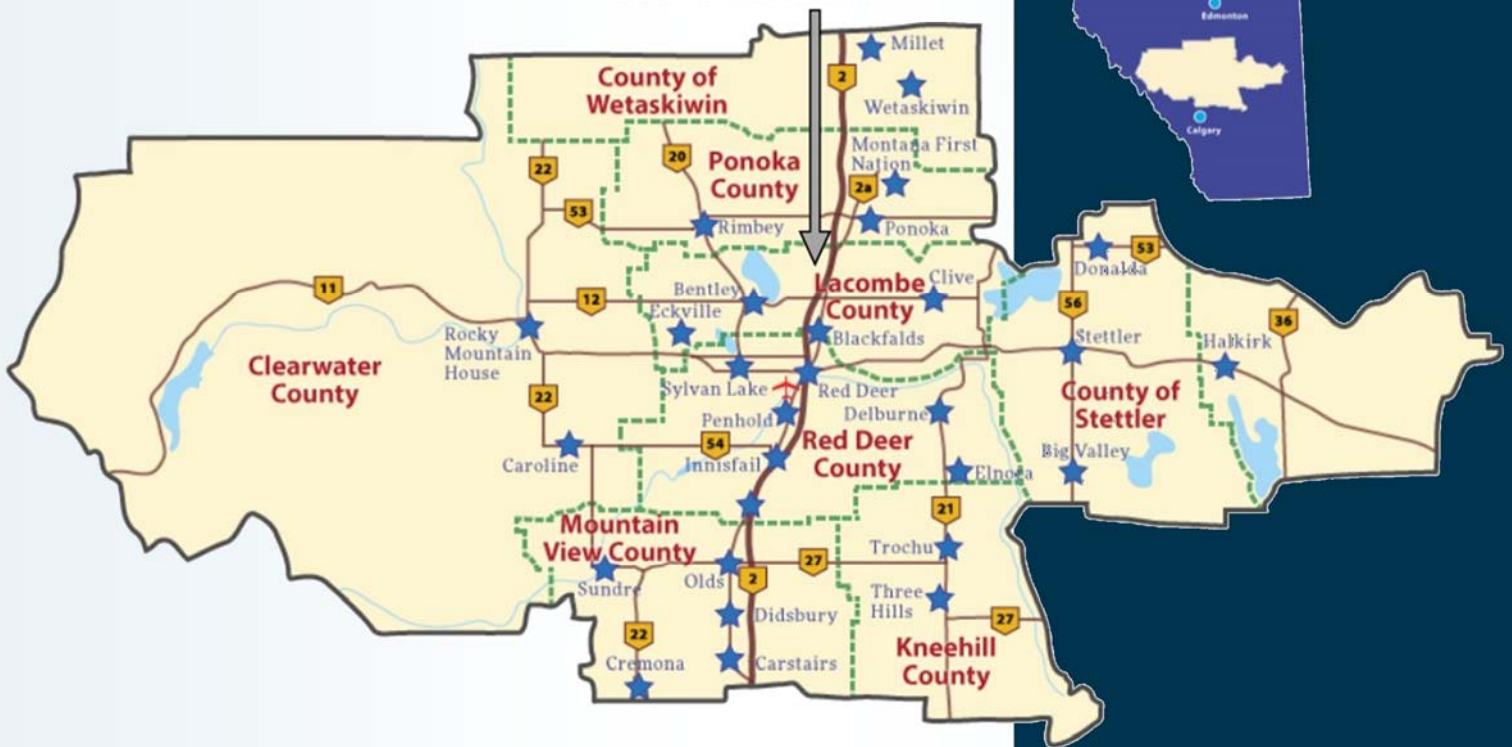 Edmonton
Calgary
Millet
2
Wetaskiwin
County of
Wetaskiwin
22
20
Ponoka
County
Montana First
Nation
2a
53
Rimbey
Ponoka
Donalda
53
11
12
Bentley
Lacombe
County
Clive
56
36
Eckville
Rocky
Mountain
House
Blackfalds
Stettler
Halkirk
Clearwater
County
Sylvan Lake
Red Deer
22
Penhold
Delburne
County of
Stettler
Caroline
54
Innisfail
Red Deer
County
Elnora
Big Valley
21
Mountain
View County
Trochu
27
Sundre
Olds
2
Three
Hills
Didsbury
27
22
Kneehill
County
Cremona
Carstairs